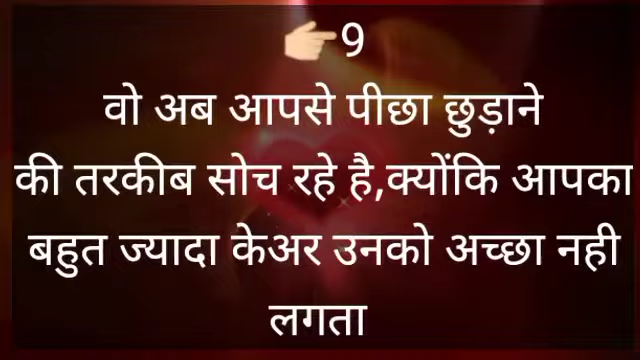 👉9
वो अब आपसे पीछा छुड़ाने
की तरकीब सोच रहे है,क्योंकि आपका
बहुत ज्यादा केअर उनको अच्छा नही
लगता